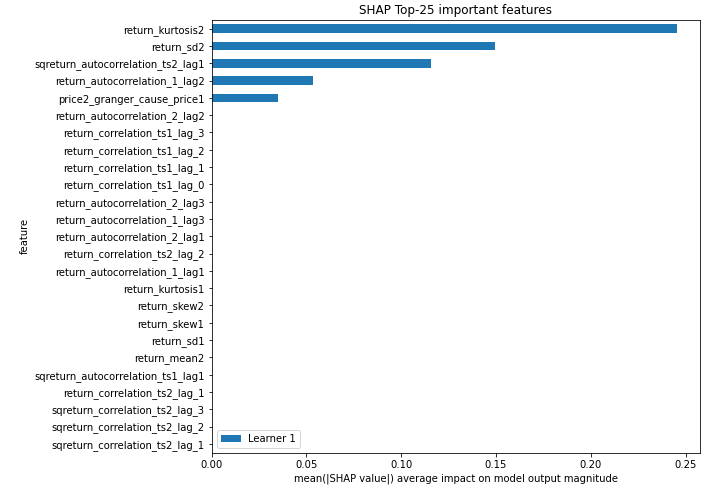 SHAP Top-25 important features
return_kurtosis2
return_sd2
sqreturn_autocorrelation_ts2_lag1
return_autocorrelation_1_lag2
price2_granger_cause_price1
return_autocorrelation_2_lag2
return_correlation_ts1_lag_3
return_correlation_ts1_lag_2
return_correlation_ts1_lag_1
return_correlation_ts1_lag_0
return_autocorrelation_2_lag3
return_autocorrelation_1_lag3
return_autocorrelation_2_lag1
return_correlation_ts2_lag_2
return_autocorrelation_1_lag1
return_kurtosis1
return_skew2
return_skew1
return_sd1
return_mean2
sqreturn_autocorrelation_ts1_lag1
return_correlation_ts2_lag_1
sqreturn_correlation_ts2_lag_3
sqreturn_correlation_ts2_lag_2
sqreturn_correlation_ts2_lag_1
feature
Learner 1
0.00 0.05 0.10 0.15 0.20 0.25
mean(|SHAP value|) average impact on model output magnitude